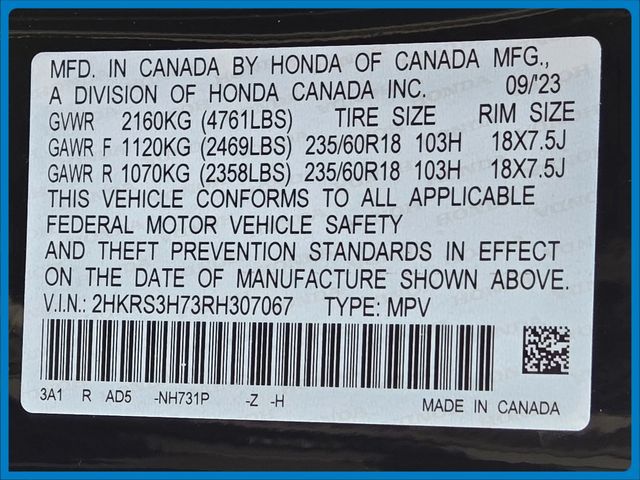 MFD. IN CANADA BY HONDA OF CANADA MFG.,
A DIVISION OF HONDA CANADA INC. 09/'23
GVWR 2160KG (4761LBS) TIRE SIZE RIM SIZE
GAWR F 1120KG (2469LBS) 235/60R18 103H 18X7.5J
GAWR R 1070KG (2358LBS) 235/60R18 103H 18X7.5J
THIS VEHICLE CONFORMS TO ALL APPLICABLE
FEDERAL MOTOR VEHICLE SAFETY
AND THEFT PREVENTION STANDARDS IN EFFECT
ON THE DATE OF MANUFACTURE SHOWN ABOVE.
V.I.N.: 2HKRS3H73RH307067 TYPE: MPV
3A1 R AD5 -NH731P -Z -H
MADE IN CANADA